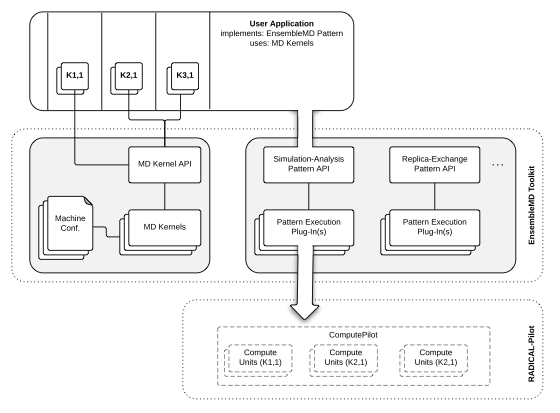 User Application
implements: EnsembleMD Pattern
uses: MD Kernels
K1,1
K2,1
K3,1
MD Kernel API
Machine
Conf.
MD Kernels
Simulation-Analysis
Pattern API
Replica-Exchange
Pattern API
...
Pattern Execution
Plug-In(s)
Pattern Execution
Plug-In(s)
EnsembleMD Toolkit
ComputePilot
Compute
Units (K1,1)
Compute
Units (K2,1)
Compute
Units (K2,1)
RADICAL-Pilot